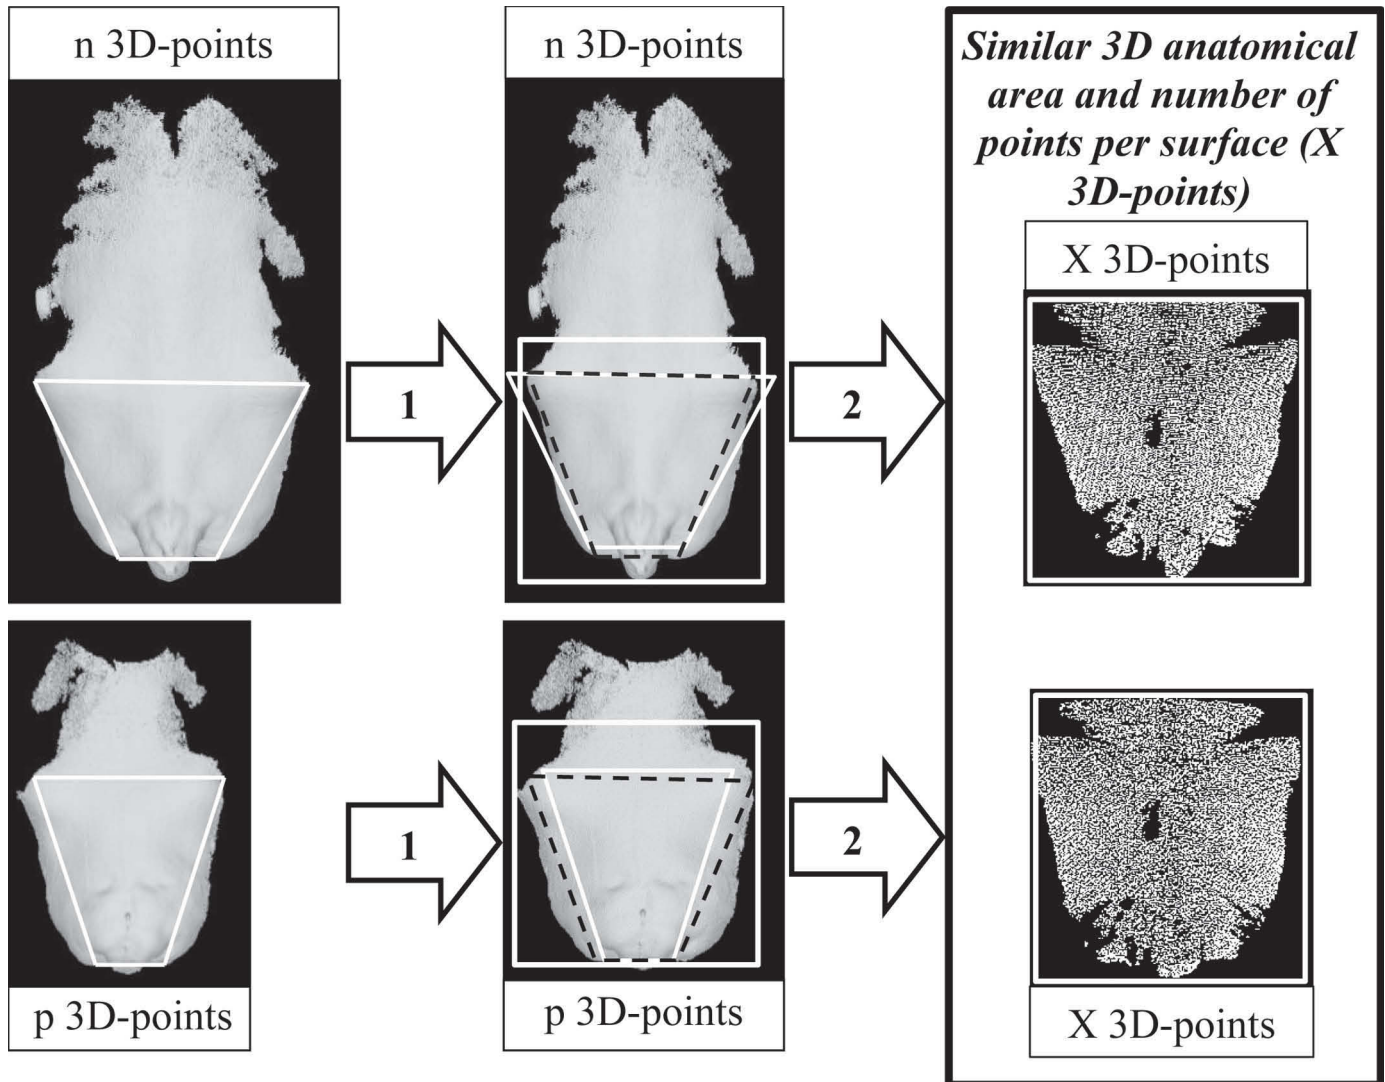 n 3D-points
n 3D-points
Similar 3D anatomical
area and number of
points per surface (X
3D-points)
X 3D-points
1
2
1
2
p 3D-points
p 3D-points
X 3D-points